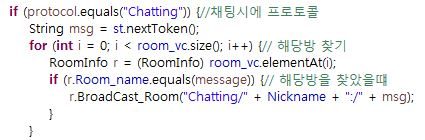 if (protocol.equals("Chatting")) {//채팅시에 프로토콜
String msg = st.nextToken();
for (int i = 0; i < room_vc.size(); i++) {// 해당방 찾기
RoomInfo r = (RoomInfo) room_vc.elementAt(i);
if (r.Room_name.equals(message)) {// 해당방을 찾았을때
r.BroadCast_Room("Chatting/" + Nickname + ":/" + msg);
}
}